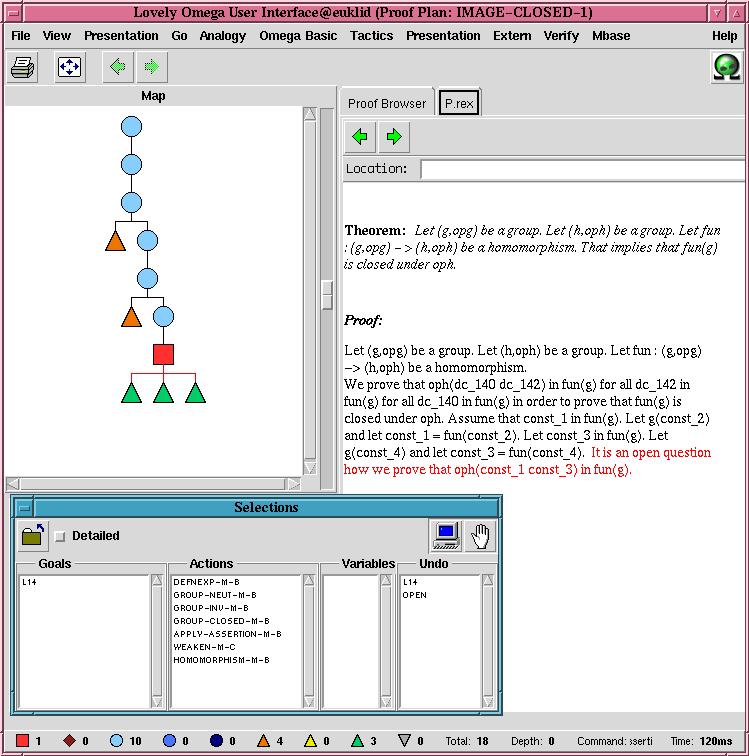 Lovely Omega User Interface@euklid (Proof Plan: IMAGE-CLOSED-1)
File View Presentation Go Analogy Omega Basic Tactics Presentation Extern Verify Mbase Help
Map
Proof Browser P.rex
Location:
Theorem: Let (g,opg) be a group. Let (h,oph) be a group. Let fun
: (g,opg) -> (h,oph) be a homomorphism. That implies that fun(g)
is closed under oph.
Proof:
Let (g,opg) be a group. Let (h,oph) be a group. Let fun : (g,opg)
-> (h,oph) be a homomorphism.
We prove that oph(dc_140 dc_142) in fun(g) for all dc_142 in
fun(g) for all dc_140 in fun(g) in order to prove that fun(g) is
closed under oph. Assume that const_1 in fun(g). Let g(const_2)
and let const_1 = fun(const_2). Let const_3 in fun(g). Let
g(const_4) and let const_3 = fun(const_4). It is an open question
how we prove that oph(const_1 const_3) in fun(g).
Selections
Detailed
Goals Actions Variables Undo
L14
DEFNEXP-M-B
GROUP-NEUT-M-B
GROUP-INV-M-B
GROUP-CLOSED-M-B
APPLY-ASSERTION-M-B
WEAKEN-M-C
HOMOMORPHISM-M-B
L14
OPEN
1 0 10 0 0 4 0 3 0 Total: 18 Depth: 0 Command: sserti Time: 120ms